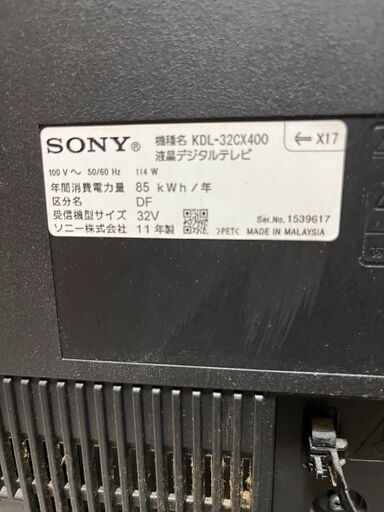 SONY® 機種名 KDL-32CX400 ← X17
液晶デジタルテレビ
100 V ～ 50/60 Hz 114 W
年間消費電力量 85 kWh/年
区分名 DF
受信機型サイズ 32V Ser.No. 1539617
ソニー株式会社 11年製 >PET< MADE IN MALAYSIA